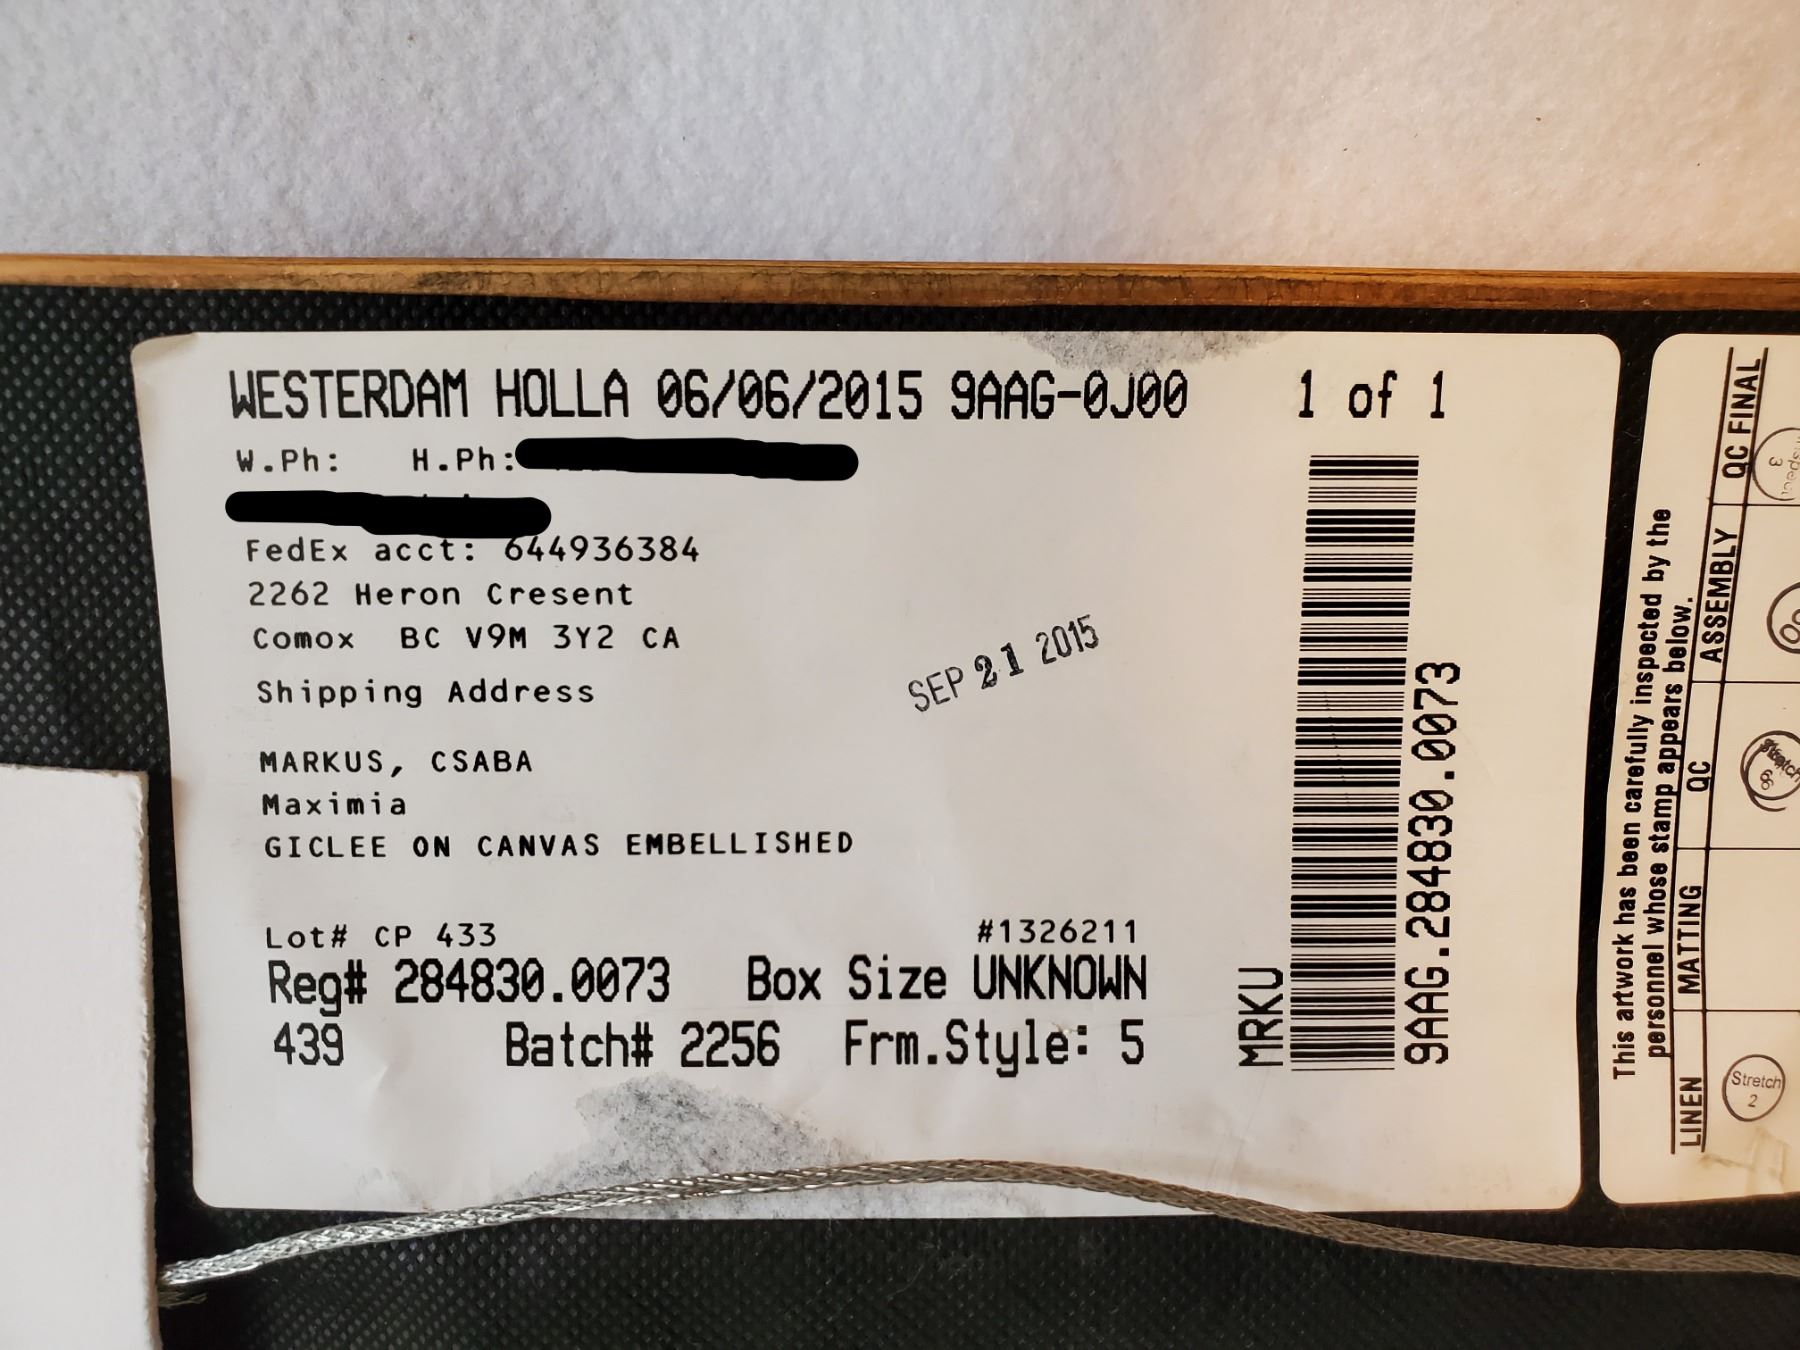 WESTERDAM HOLLA 06/06/2015 9AAG-0J00 1 of 1
W.Ph: H.Ph:
FedEx acct: 644936384
2262 Heron Cresent
Comox BC V9M 3Y2 CA
Shipping Address
SEP 21 2015
MARKUS, CSABA
Maximia
GICLEE ON CANVAS EMBELLISHED
Lot# CP 433 #1326211
Reg# 284830.0073 Box Size UNKNOWN
439 Batch# 2256 Frm.Style: 5
MRKU
9AAG.284830.0073
This artwork has been carefully inspected by the
personnel whose stamp appears below.
LINEN MATTING QC ASSEMBLY QC FINAL
Stretch
2
3